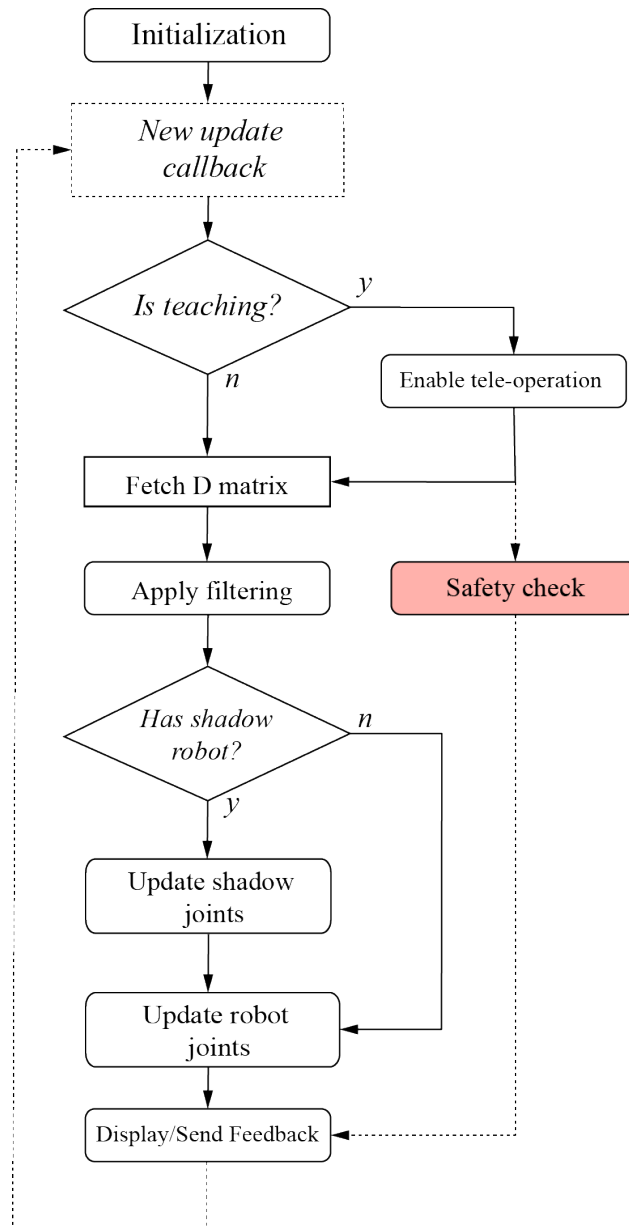 Initialization
New update
callback
Is teaching?
y
n
Enable tele-operation
Fetch D matrix
Apply filtering
Safety check
Has shadow
robot?
n
y
Update shadow
joints
Update robot
joints
Display/Send Feedback